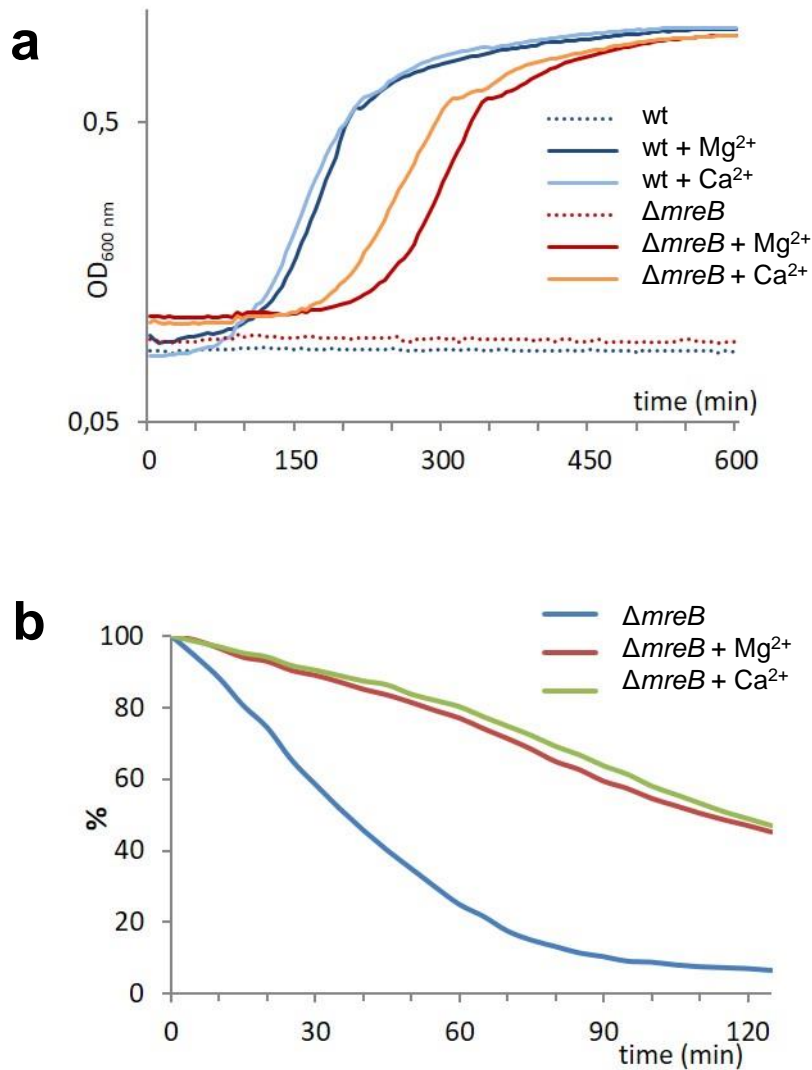 a
0,5
wt
wt + Mg²⁺
wt + Ca²⁺
ΔmreB
ΔmreB + Mg²⁺
ΔmreB + Ca²⁺
OD600 nm
time (min)
0,05
0 150 300 450 600
b
ΔmreB
ΔmreB + Mg²⁺
ΔmreB + Ca²⁺
100
80
60
%
40
20
0
0 30 60 90 120
time (min)